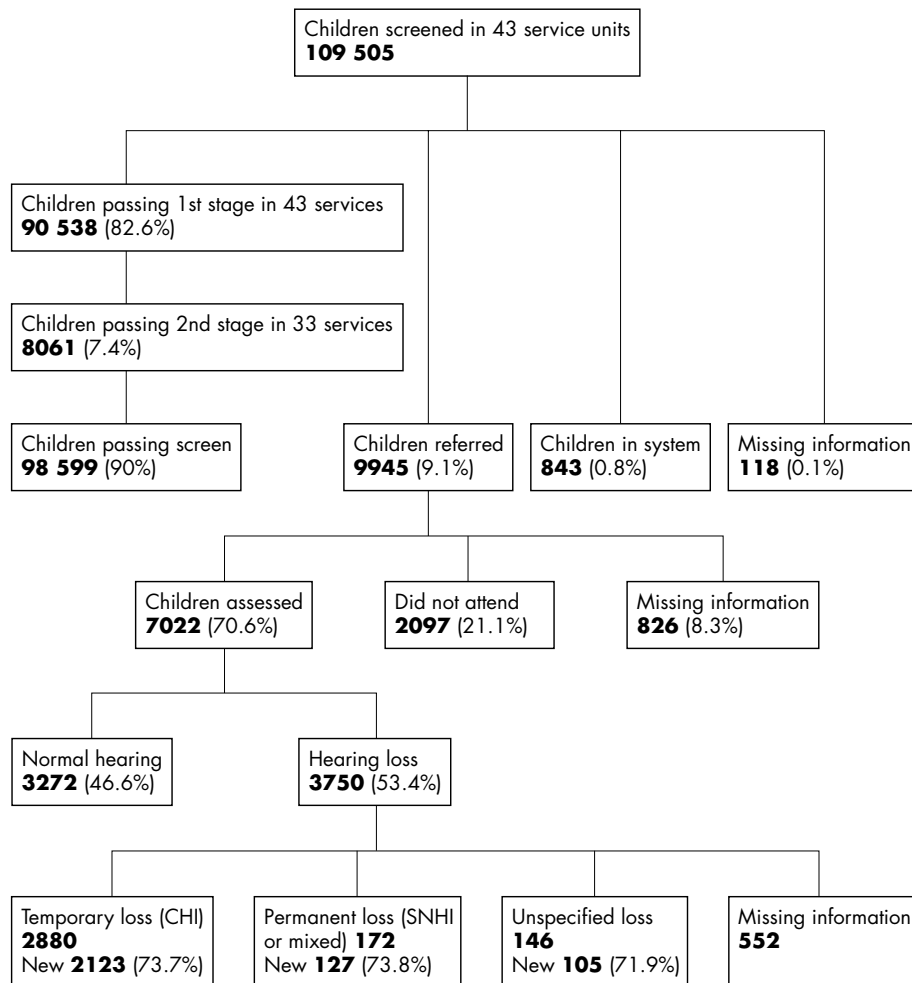 Children screened in 43 service units
109 505
Children passing 1st stage in 43 services
90 538 (82.6%)
Children passing 2nd stage in 33 services
8061 (7.4%)
Children passing screen
98 599 (90%)
Children referred
9945 (9.1%)
Children in system
843 (0.8%)
Missing information
118 (0.1%)
Children assessed
7022 (70.6%)
Did not attend
2097 (21.1%)
Missing information
826 (8.3%)
Normal hearing
3272 (46.6%)
Hearing loss
3750 (53.4%)
Temporary loss (CHI)
2880
New 2123 (73.7%)
Permanent loss (SNHI
or mixed) 172
New 127 (73.8%)
Unspecified loss
146
New 105 (71.9%)
Missing information
552